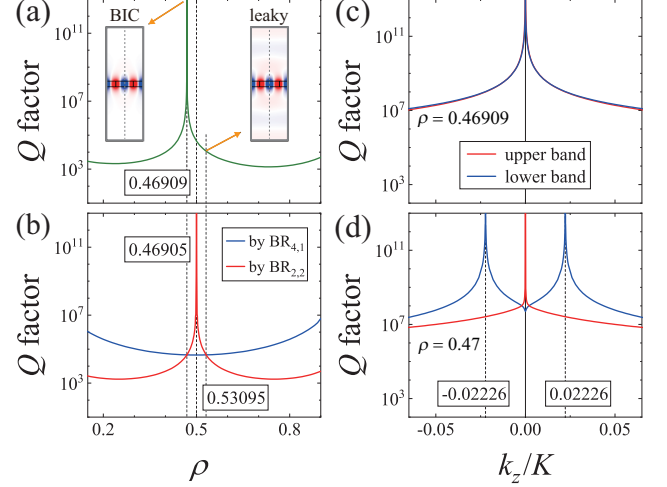 (a)
BIC
leaky
Q factor
10^11
10^7
10^3
0.46909
(b)
0.46905
by BR_{4,1}
by BR_{2,2}
Q factor
10^11
10^7
10^3
0.53095
0.2
0.5
0.8
ρ
(c)
Q factor
10^11
10^7
10^2
ρ = 0.46909
upper band
lower band
(d)
Q factor
10^11
10^7
10^2
ρ = 0.47
-0.02226
0.02226
-0.05
0.00
0.05
k_z/K